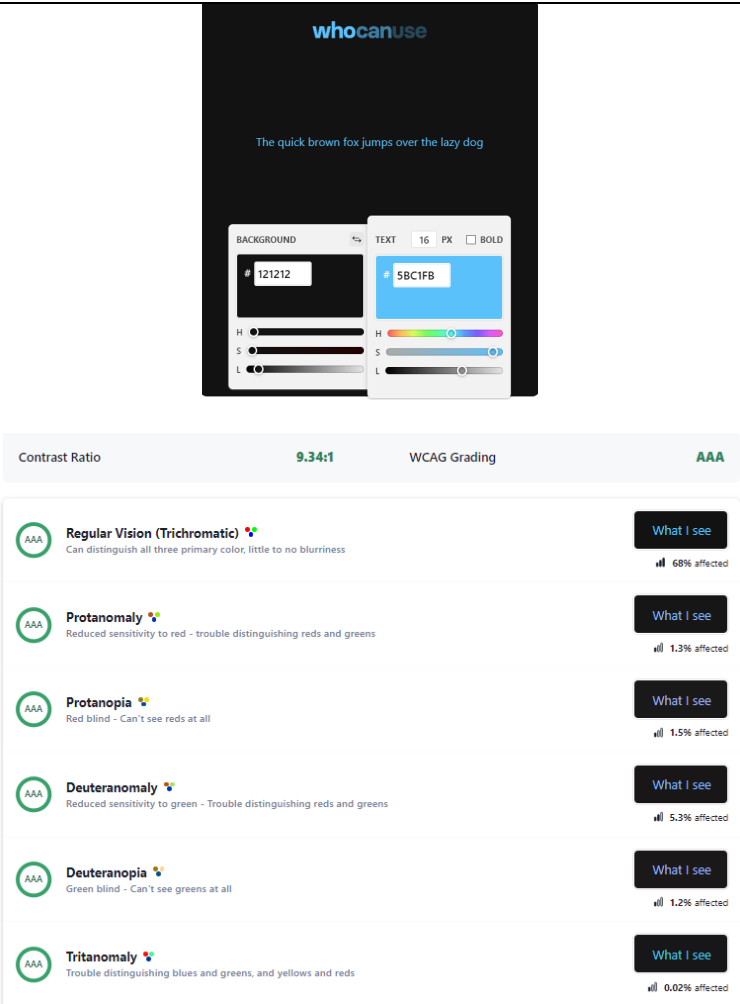 whocanuse
The quick brown fox jumps over the lazy dog
BACKGROUND
# 121212
H
S
L
TEXT 16 PX BOLD
# 5BC1FB
H
S
L
Contrast Ratio 9.34:1 WCAG Grading AAA
AAA Regular Vision (Trichromatic) What I see
Can distinguish all three primary color, little to no blurriness
68% affected
AAA Protanomaly What I see
Reduced sensitivity to red - trouble distinguishing reds and greens
1.3% affected
AAA Protanopia What I see
Red blind - Can't see reds at all
1.5% affected
AAA Deuteranomaly What I see
Reduced sensitivity to green - Trouble distinguishing reds and greens
5.3% affected
AAA Deuteranopia What I see
Green blind - Can't see greens at all
1.2% affected
AAA Tritanomaly What I see
Trouble distinguishing blues and greens, and yellows and reds
0.02% affected